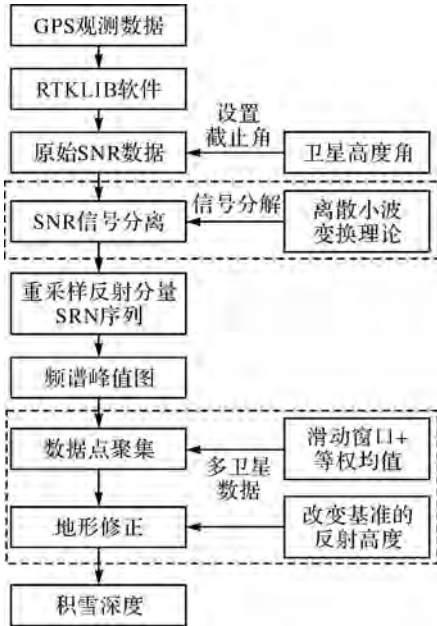 GPS观测数据
RTKLIB软件
设置
截止角
原始SNR数据
卫星高度角
SNR信号分离
信号分解
离散小波
变换理论
重采样反射分量
SRN序列
频谱峰值图
数据点聚集
滑动窗口+
等权均值
多卫星
数据
地形修正
改变基准的
反射高度
积雪深度